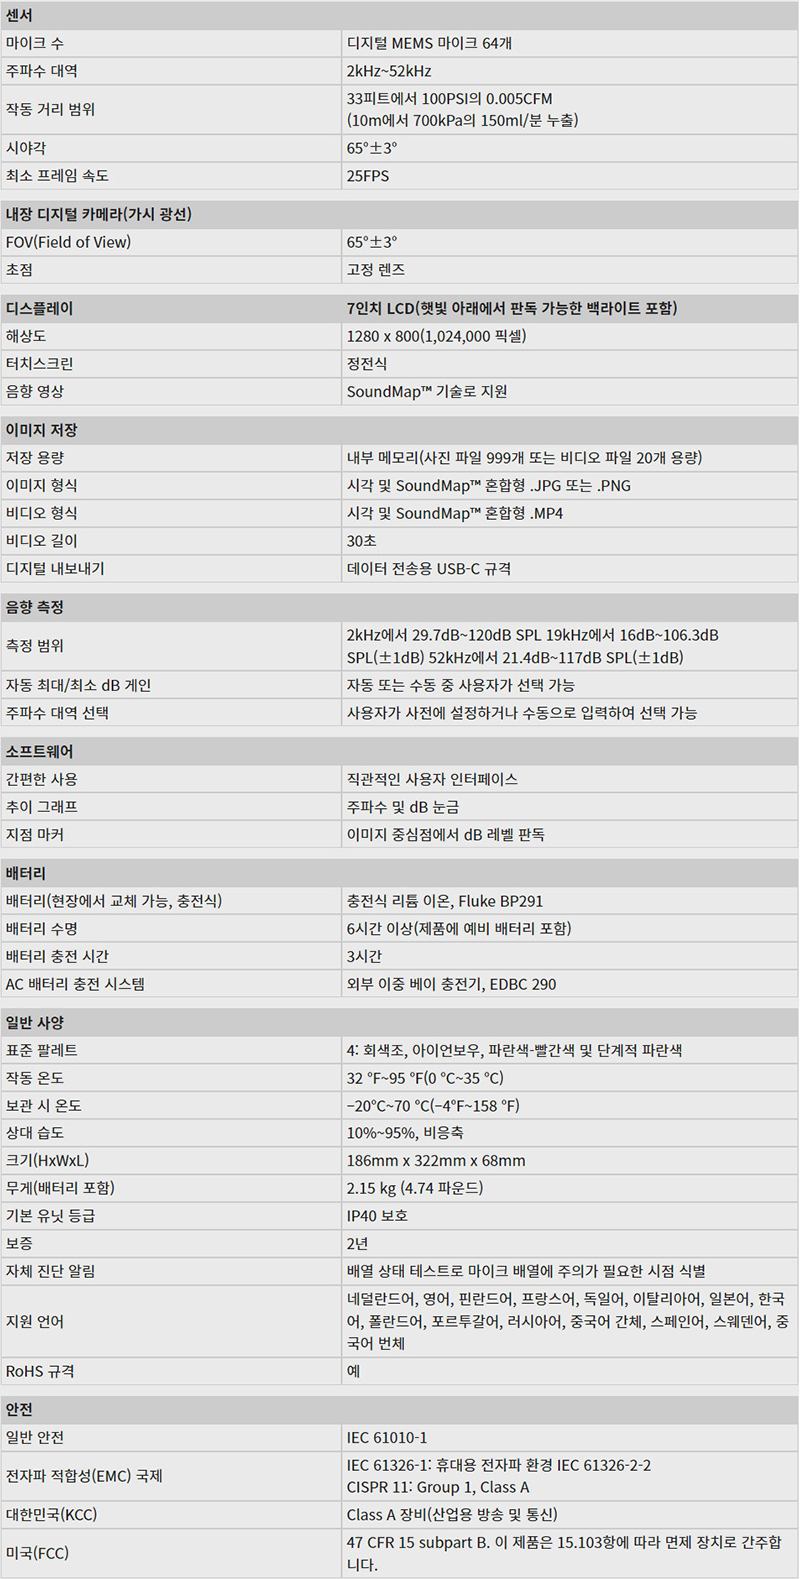 센서
마이크 수 디지털 MEMS 마이크 64개
주파수 대역 2kHz~52kHz
작동 거리 범위 33피트에서 100PSI의 0.005CFM
(10m에서 700kPa의 150ml/분 누출)
시야각 65°±3°
최소 프레임 속도 25FPS
내장 디지털 카메라(가시 광선)
FOV(Field of View) 65°±3°
초점 고정 렌즈
디스플레이 7인치 LCD(햇빛 아래에서 판독 가능한 백라이트 포함)
해상도 1280 x 800(1,024,000 픽셀)
터치스크린 정전식
음향 영상 SoundMap™ 기술로 지원
이미지 저장
저장 용량 내부 메모리(사진 파일 999개 또는 비디오 파일 20개 용량)
이미지 형식 시각 및 SoundMap™ 혼합형 .JPG 또는 .PNG
비디오 형식 시각 및 SoundMap™ 혼합형 .MP4
비디오 길이 30초
디지털 내보내기 데이터 전송용 USB-C 규격
음향 측정
측정 범위 2kHz에서 29.7dB~120dB SPL 19kHz에서 16dB~106.3dB
SPL(±1dB) 52kHz에서 21.4dB~117dB SPL(±1dB)
자동 최대/최소 dB 게인 자동 또는 수동 중 사용자가 선택 가능
주파수 대역 선택 사용자가 사전에 설정하거나 수동으로 입력하여 선택 가능
소프트웨어
간편한 사용 직관적인 사용자 인터페이스
추이 그래프 주파수 및 dB 눈금
지점 마커 이미지 중심점에서 dB 레벨 판독
배터리
배터리(현장에서 교체 가능, 충전식) 충전식 리튬 이온, Fluke BP291
배터리 수명 6시간 이상(제품에 예비 배터리 포함)
배터리 충전 시간 3시간
AC 배터리 충전 시스템 외부 이중 베이 충전기, EDBC 290
일반 사양
표준 팔레트 4: 회색조, 아이언보우, 파란색-빨간색 및 단계적 파란색
작동 온도 32 °F~95 °F(0 °C~35 °C)
보관 시 온도 −20°C~70 °C(−4°F~158 °F)
상대 습도 10%~95%, 비응축
크기(HxWxL) 186mm x 322mm x 68mm
무게(배터리 포함) 2.15 kg (4.74 파운드)
기본 유닛 등급 IP40 보호
보증 2년
자체 진단 알림 배열 상태 테스트로 마이크 배열에 주의가 필요한 시점 식별
지원 언어 네덜란드어, 영어, 핀란드어, 프랑스어, 독일어, 이탈리아어, 일본어, 한국
어, 폴란드어, 포르투갈어, 러시아어, 중국어 간체, 스페인어, 스웨덴어, 중
국어 번체
RoHS 규격 예
안전
일반 안전 IEC 61010-1
전자파 적합성(EMC) 국제 IEC 61326-1: 휴대용 전자파 환경 IEC 61326-2-2
CISPR 11: Group 1, Class A
대한민국(KCC) Class A 장비(산업용 방송 및 통신)
미국(FCC) 47 CFR 15 subpart B. 이 제품은 15.103항에 따라 면제 장치로 간주합
니다.